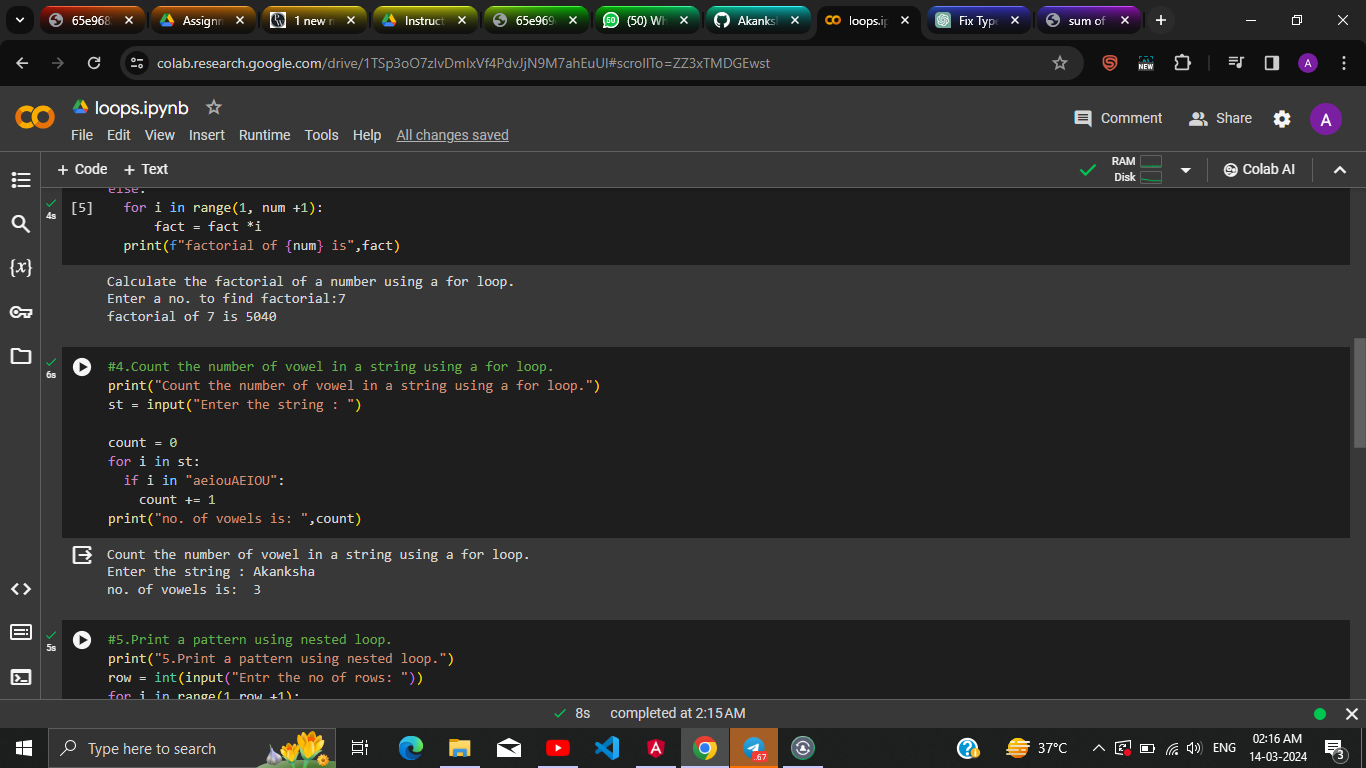 65e968
Assignm
1 new m
Instruct
65e969
(50) Wh
Akanksh
loops.ip
Fix Type
sum of
colab.research.google.com/drive/1TSp3oO7zlvDmlxVf4PdvJjN9M7ahEuUl#scrollTo=ZZ3xTMDGEwst
NEW
A
loops.ipynb
File Edit View Insert Runtime Tools Help All changes saved
Comment Share A
+ Code + Text
RAM
Disk
Colab AI
else:
4s
[5] for i in range(1, num +1):
fact = fact *i
print(f"factorial of {num} is",fact)
Calculate the factorial of a number using a for loop.
Enter a no. to find factorial:7
factorial of 7 is 5040
6s
#4.Count the number of vowel in a string using a for loop.
print("Count the number of vowel in a string using a for loop.")
st = input("Enter the string : ")
count = 0
for i in st:
if i in "aeiouAEIOU":
count += 1
print("no. of vowels is: ",count)
Count the number of vowel in a string using a for loop.
Enter the string : Akanksha
no. of vowels is:  3
5s
#5.Print a pattern using nested loop.
print("5.Print a pattern using nested loop.")
row = int(input("Entr the no of rows: "))
for i in range(1,row +1):
8s completed at 2:15 AM
Type here to search
.67
37°C
ENG
02:16 AM
14-03-2024
3